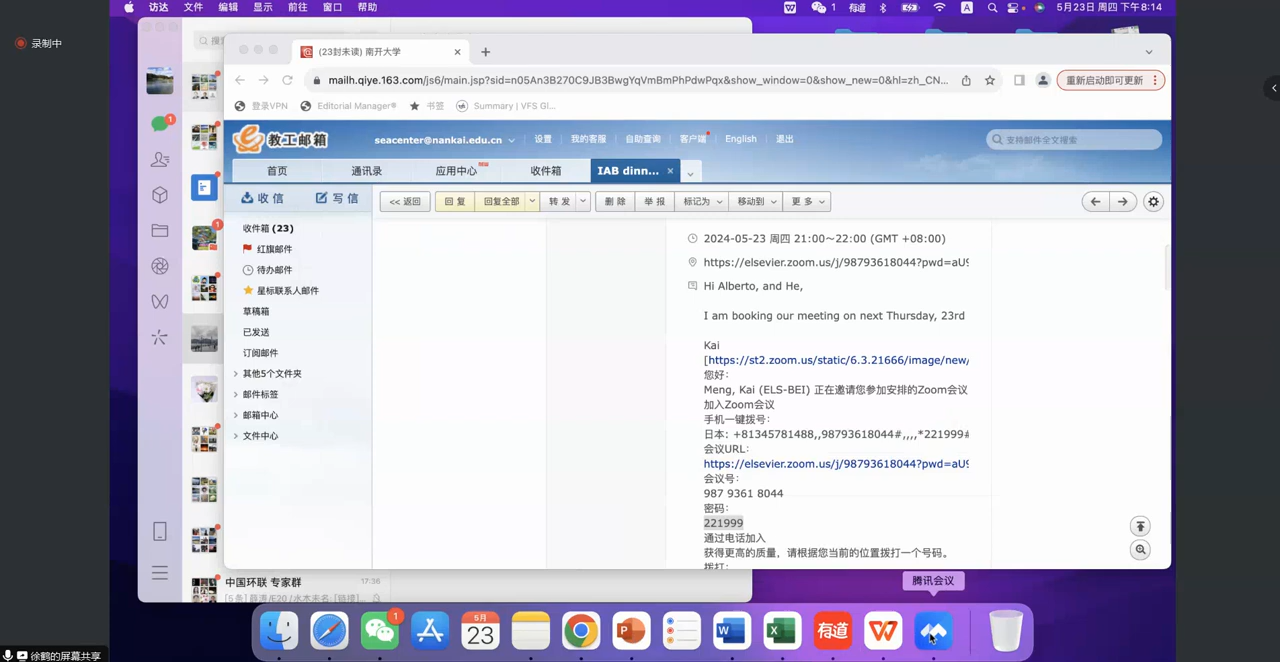 访达 文件 编辑 显示 前往 窗口 帮助
1 有道 A 5月23日 周四 下午8:14
录制中
搜
(23封未读) 南开大学
mailh.qiye.163.com/js6/main.jsp?sid=n05An3B270C9JB3BwgYqVmBmPhPdwPqx&show_window=0&show_new=0&hl=zh_CN...
重新启动即可更新
登录VPN Editorial Manager® 书签 Summary | VFS Gl...
教工邮箱
seacenter@nankai.edu.cn 设置 我的客服 自助查询 客户端 English 退出
支持邮件全文搜索
首页 通讯录 应用中心 收件箱 IAB dinn...
收信 写信
<< 返回 回复 回复全部 转发 删除 举报 标记为 移动到 更多
收件箱 (23)
红旗邮件
待办邮件
星标联系人邮件
草稿箱
已发送
订阅邮件
其他5个文件夹
邮件标签
邮箱中心
文件中心
2024-05-23 周四 21:00～22:00 (GMT +08:00)
https://elsevier.zoom.us/j/98793618044?pwd=aU9
Hi Alberto, and He,
I am booking our meeting on next Thursday, 23rd
Kai
[https://st2.zoom.us/static/6.3.21666/image/new/
您好:
Meng, Kai (ELS-BEI) 正在邀请您参加安排的Zoom会议
加入Zoom会议
手机一键拨号:
日本: +81345781488,,98793618044#,,,,*221999#
会议URL:
https://elsevier.zoom.us/j/98793618044?pwd=aU9
会议号:
987 9361 8044
密码:
221999
通过电话加入
获得更高的质量，请根据您当前的位置拨打一个号码。
拨打:
1
1
中国环联 专家群 17:36
腾讯会议
1
5月
23
有道
徐鹤的屏幕共享